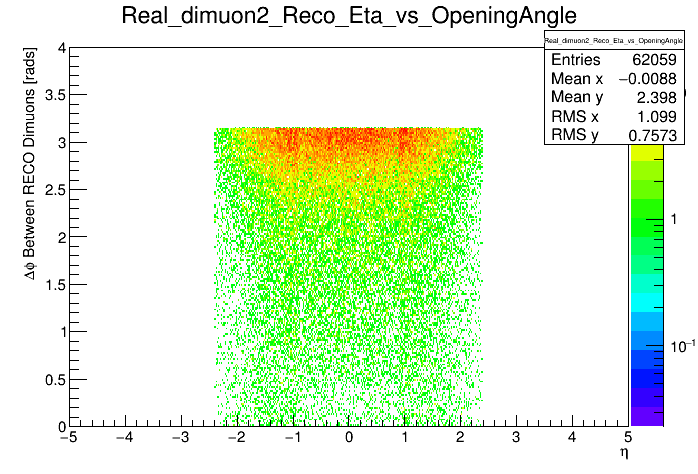 Real_dimuon2_Reco_Eta_vs_OpeningAngle
Real_dimuon2_Reco_Eta_vs_OpeningAngle
Entries 62059
Mean x −0.0088
Mean y 2.398
RMS x 1.099
RMS y 0.7573
Δφ Between RECO Dimuons [rads]
4
3.5
3
2.5
2
1.5
1
0.5
0
−5 −4 −3 −2 −1 0 1 2 3 4 5
η
1
10⁻¹